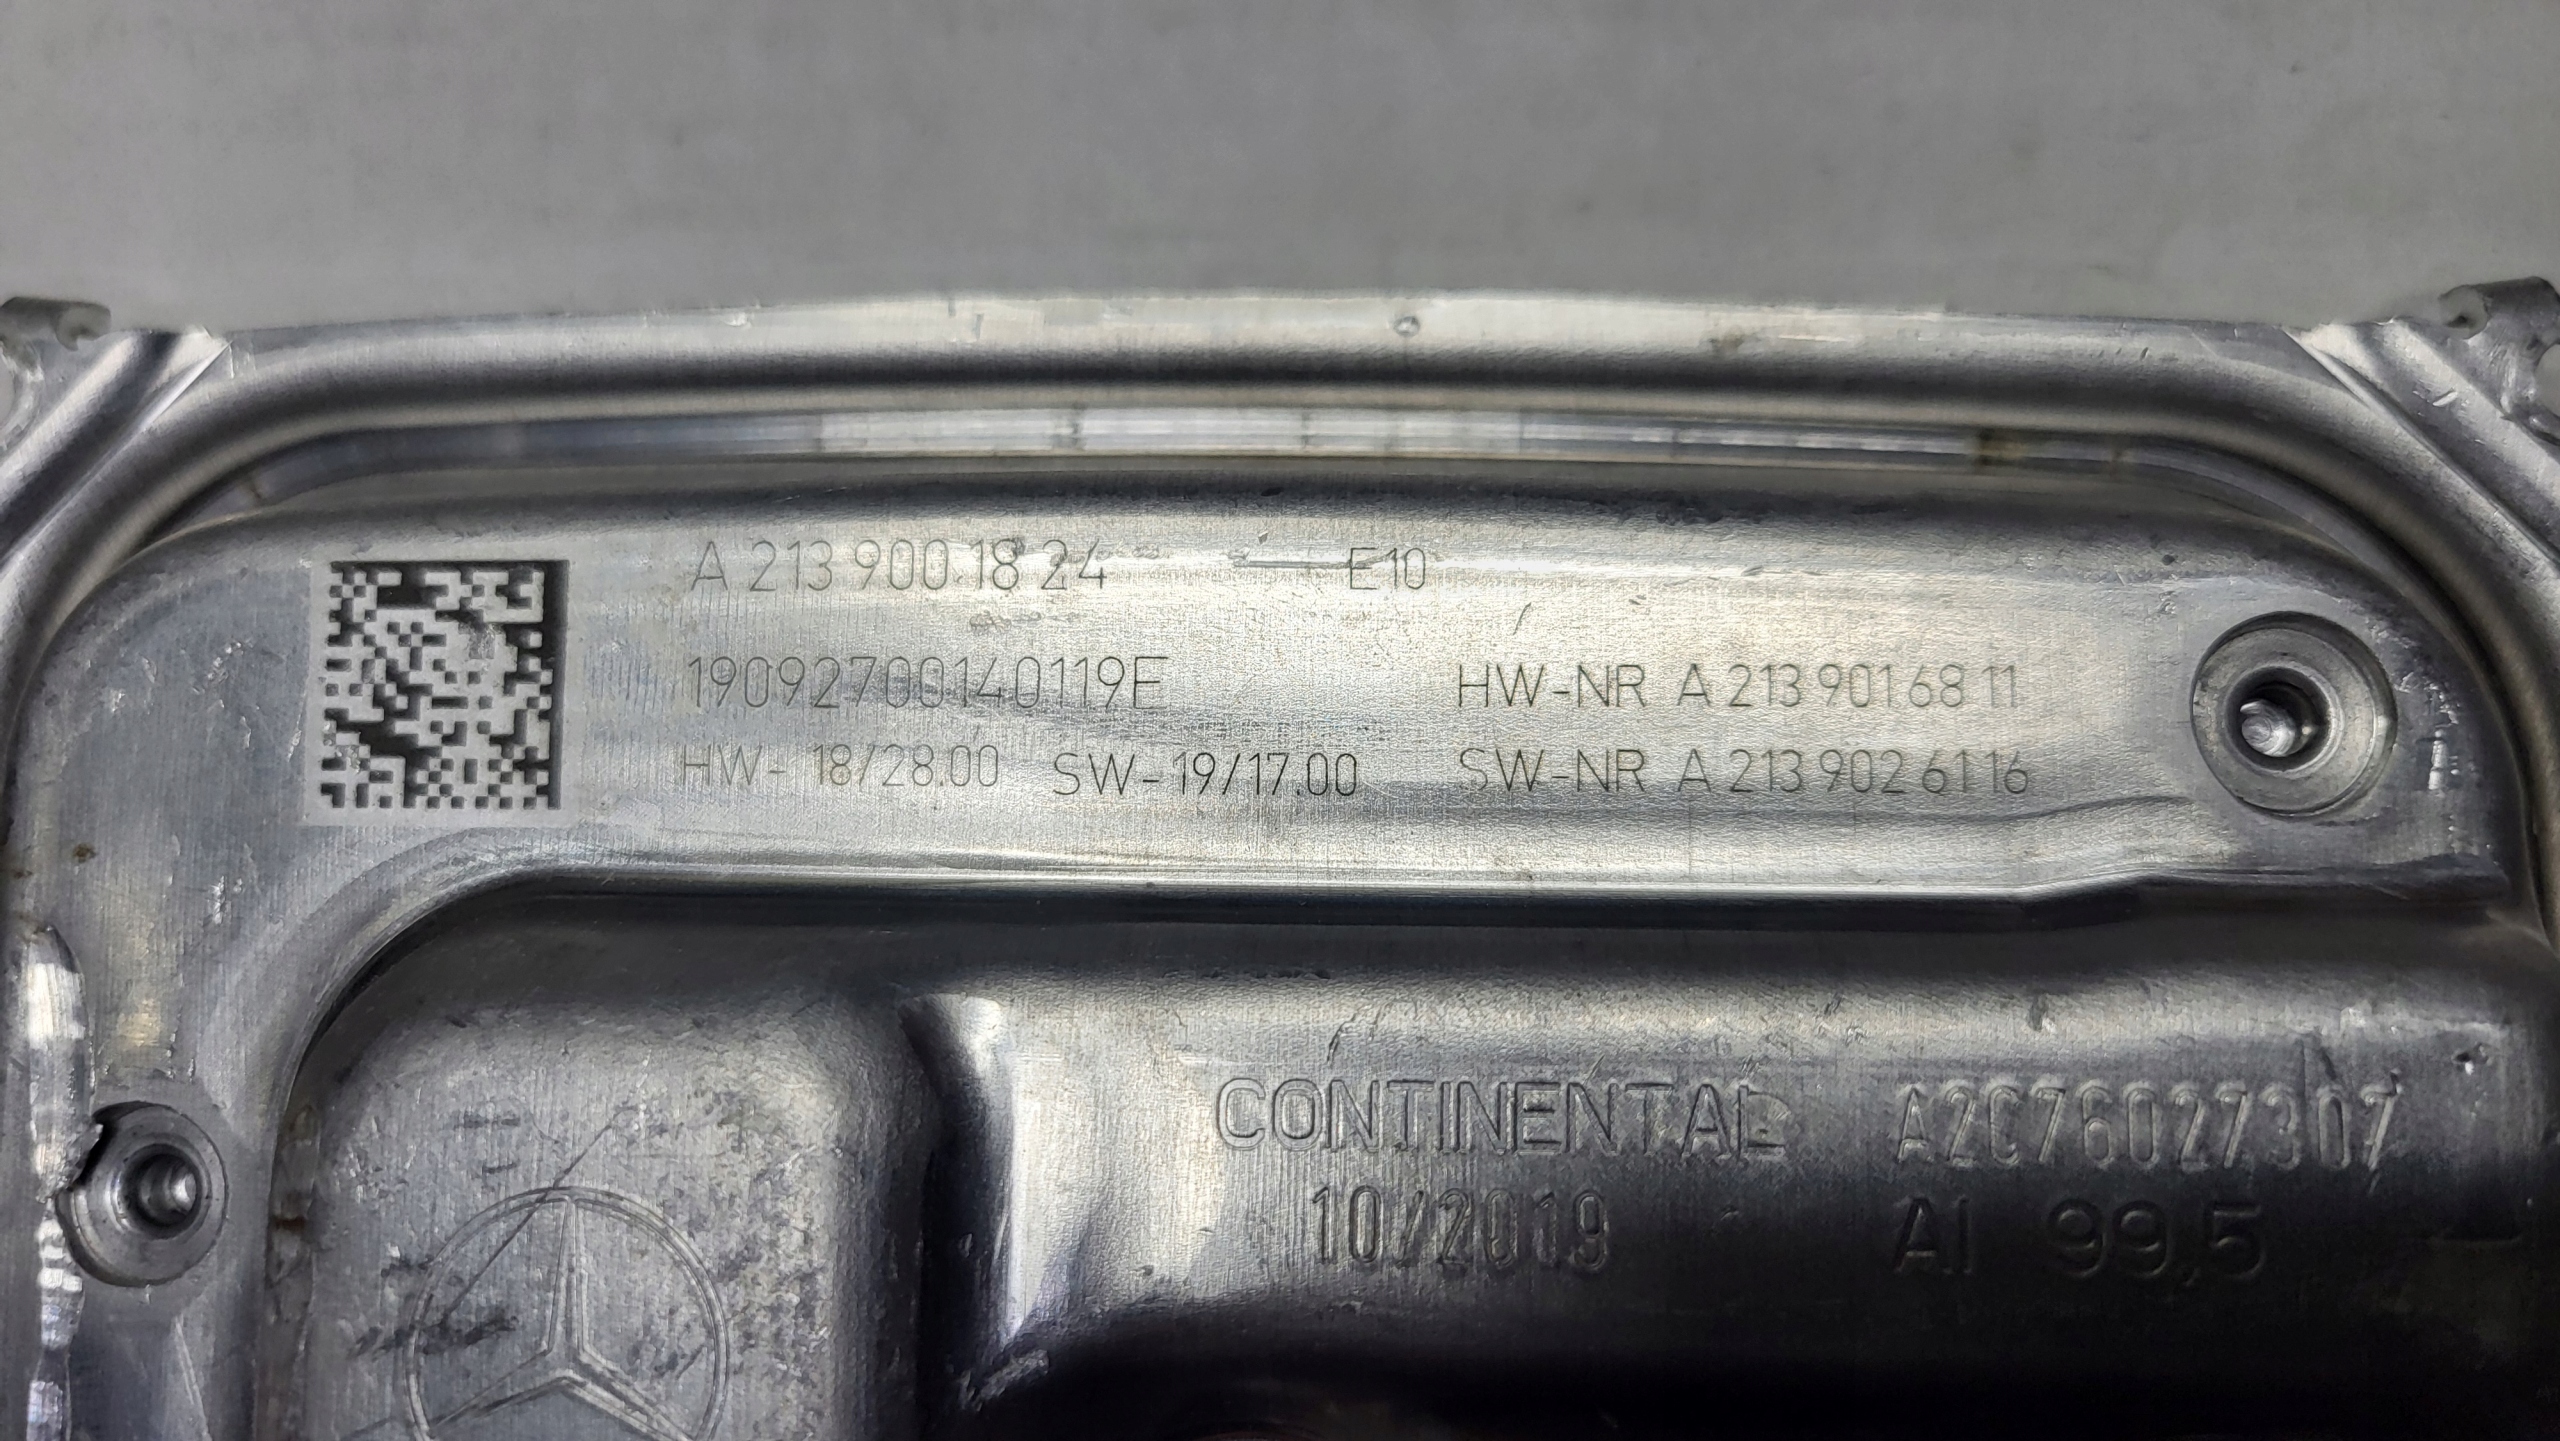 A 213 900 18 24 E10
19092700140119E HW-NR A 213 901 68 11
HW- 18/28.00 SW-19/17.00 SW-NR A 213 902 61 16
CONTINENTAL A2C76027307
10/2019 Al 99,5